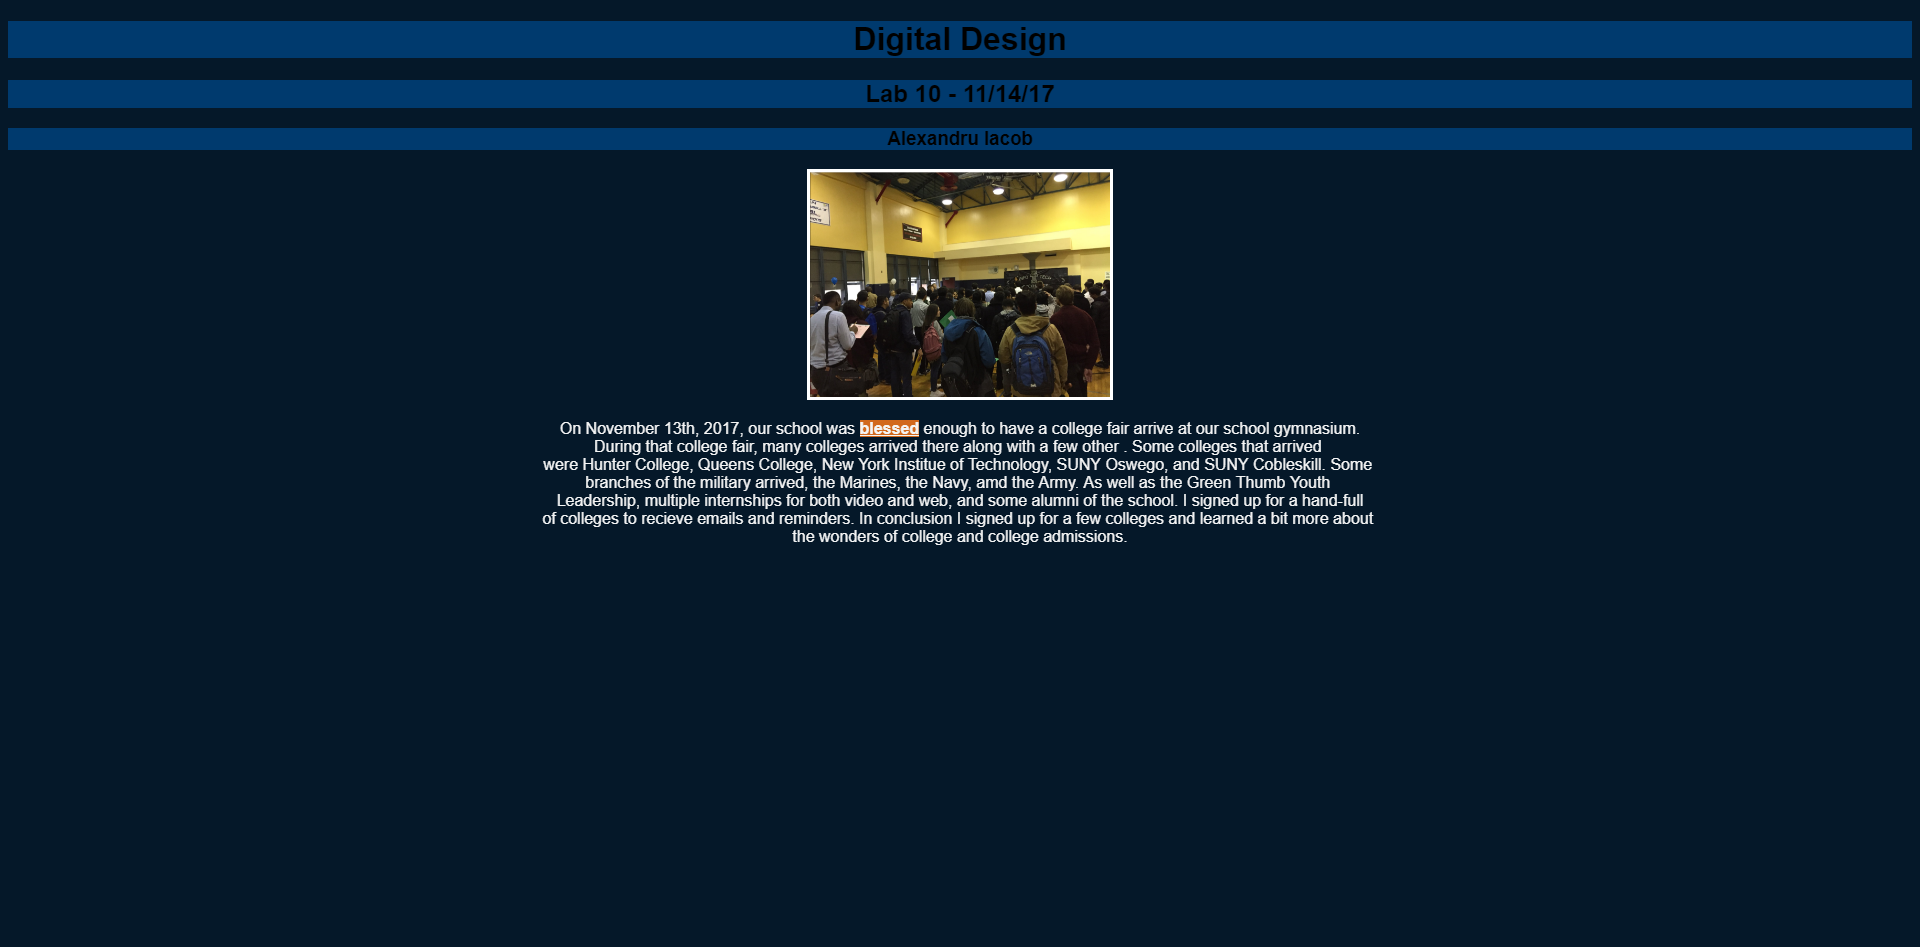 Digital Design
Lab 10 - 11/14/17
Alexandru Iacob
On November 13th, 2017, our school was blessed enough to have a college fair arrive at our school gymnasium.
During that college fair, many colleges arrived there along with a few other . Some colleges that arrived
were Hunter College, Queens College, New York Institue of Technology, SUNY Oswego, and SUNY Cobleskill. Some
branches of the military arrived, the Marines, the Navy, amd the Army. As well as the Green Thumb Youth
Leadership, multiple internships for both video and web, and some alumni of the school. I signed up for a hand-full
of colleges to recieve emails and reminders. In conclusion I signed up for a few colleges and learned a bit more about
the wonders of college and college admissions.